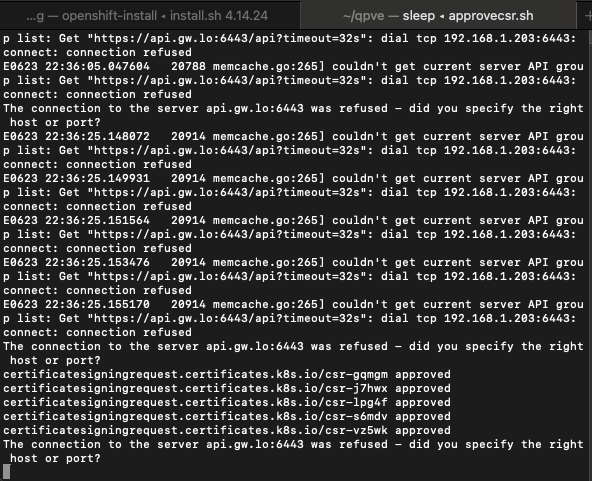 ...g — openshift-install ◂ install.sh 4.14.24
~/qpve — sleep ◂ approvecsr.sh
p list: Get "https://api.gw.lo:6443/api?timeout=32s": dial tcp 192.168.1.203:6443:
connect: connection refused
E0623 22:36:05.047604   20788 memcache.go:265] couldn't get current server API grou
p list: Get "https://api.gw.lo:6443/api?timeout=32s": dial tcp 192.168.1.203:6443:
connect: connection refused
The connection to the server api.gw.lo:6443 was refused - did you specify the right
 host or port?
E0623 22:36:25.148072   20914 memcache.go:265] couldn't get current server API grou
p list: Get "https://api.gw.lo:6443/api?timeout=32s": dial tcp 192.168.1.203:6443:
connect: connection refused
E0623 22:36:25.149931   20914 memcache.go:265] couldn't get current server API grou
p list: Get "https://api.gw.lo:6443/api?timeout=32s": dial tcp 192.168.1.203:6443:
connect: connection refused
E0623 22:36:25.151564   20914 memcache.go:265] couldn't get current server API grou
p list: Get "https://api.gw.lo:6443/api?timeout=32s": dial tcp 192.168.1.203:6443:
connect: connection refused
E0623 22:36:25.153476   20914 memcache.go:265] couldn't get current server API grou
p list: Get "https://api.gw.lo:6443/api?timeout=32s": dial tcp 192.168.1.203:6443:
connect: connection refused
E0623 22:36:25.155170   20914 memcache.go:265] couldn't get current server API grou
p list: Get "https://api.gw.lo:6443/api?timeout=32s": dial tcp 192.168.1.203:6443:
connect: connection refused
The connection to the server api.gw.lo:6443 was refused - did you specify the right
 host or port?
certificatesigningrequest.certificates.k8s.io/csr-gqmgm approved
certificatesigningrequest.certificates.k8s.io/csr-j7hwx approved
certificatesigningrequest.certificates.k8s.io/csr-lpg4f approved
certificatesigningrequest.certificates.k8s.io/csr-s6mdv approved
certificatesigningrequest.certificates.k8s.io/csr-vz5wk approved
The connection to the server api.gw.lo:6443 was refused - did you specify the right
 host or port?